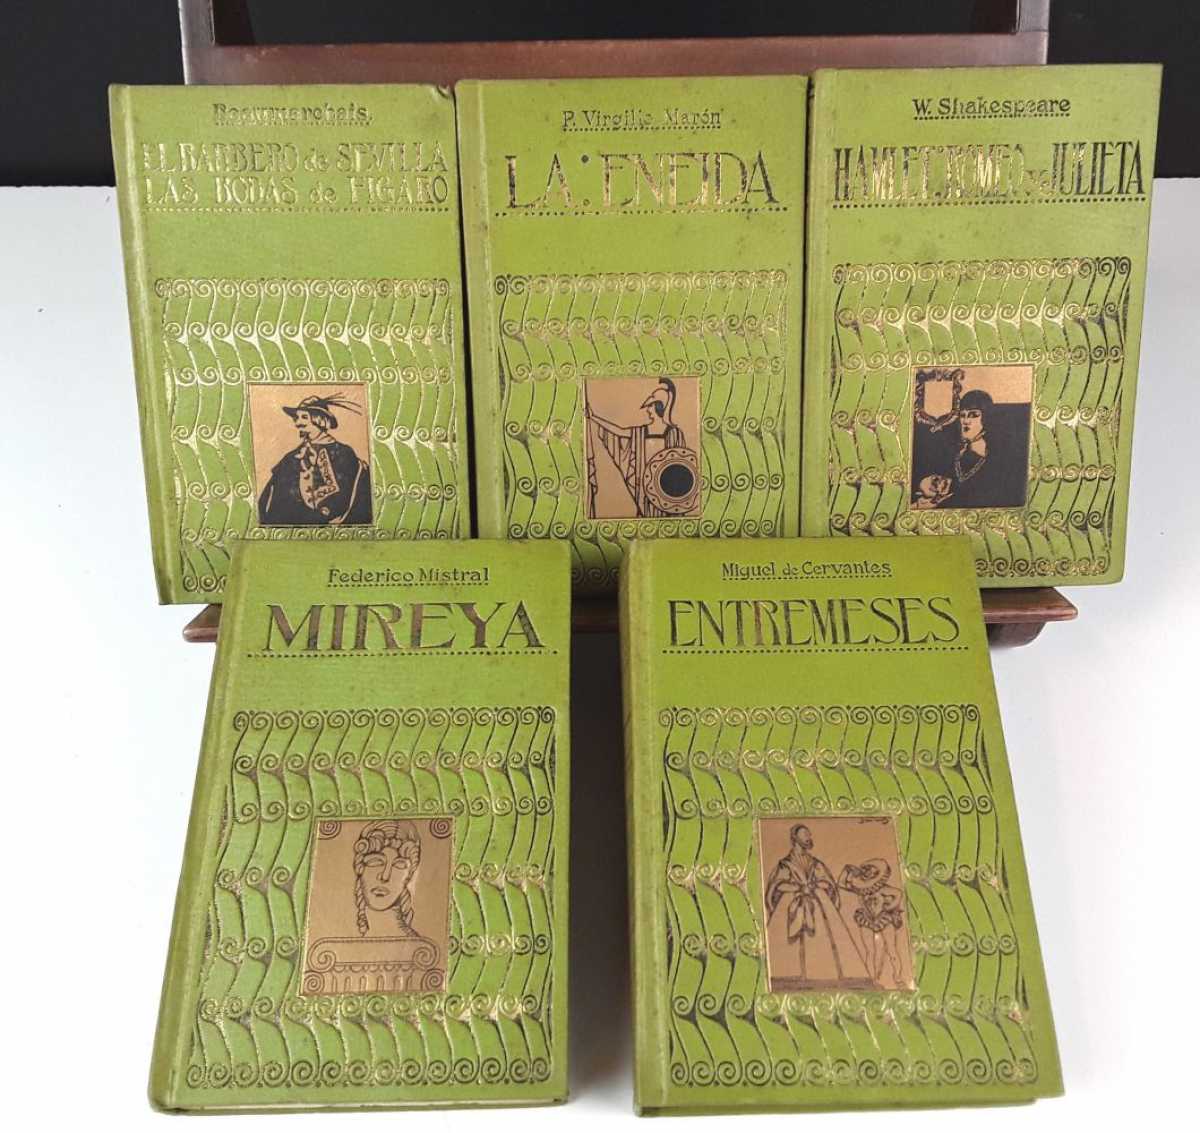 Beaumarchais.
EL BARBERO de SEVILLA
LAS BODAS de FIGARO
P. Virgilio Marón
LA ENEIDA
W. Shakespeare
HAMLET ROMEO y JULIETA
Federico Mistral
MIREYA
Miguel de Cervantes
ENTREMESES